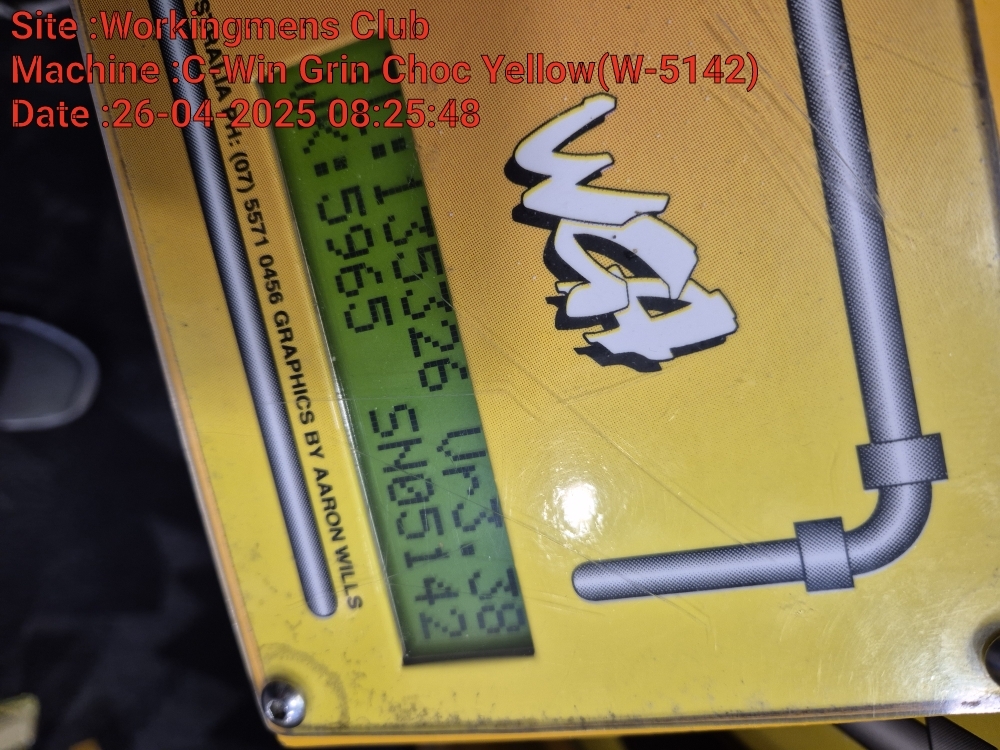 Site :Workingmens Club
Machine :C-Win Grin Choc Yellow(W-5142)
Date :26-04-2025 08:25:48
PH: (07) 5571 0456 GRAPHICS BY AARON WILLS
:135326 Vr3.38
:5965 SN05142